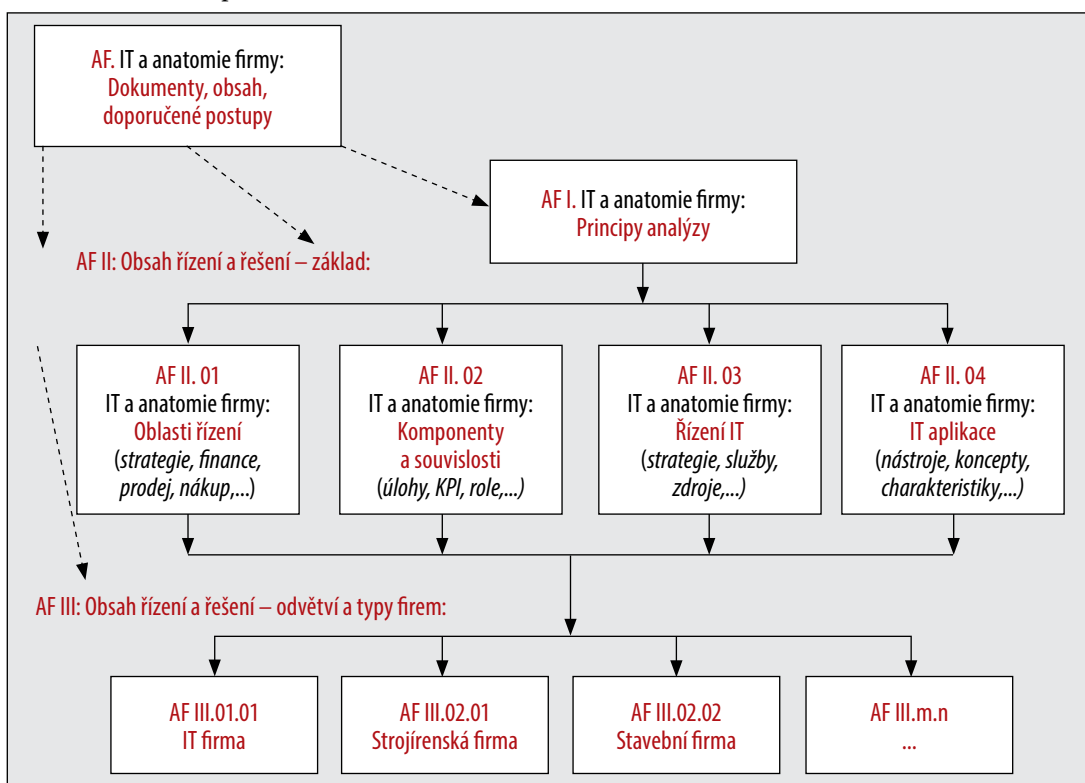 AF. IT a anatomie firmy:
Dokumenty, obsah,
doporučené postupy
AF I. IT a anatomie firmy:
Principy analýzy
AF II: Obsah řízení a řešení – základ:
AF II. 01
IT a anatomie firmy:
Oblasti řízení
(strategie, finance,
prodej, nákup,...)
AF II. 02
IT a anatomie firmy:
Komponenty
a souvislosti
(úlohy, KPI, role,...)
AF II. 03
IT a anatomie firmy:
Řízení IT
(strategie, služby,
zdroje,...)
AF II. 04
IT a anatomie firmy:
IT aplikace
(nástroje, koncepty,
charakteristiky,...)
AF III: Obsah řízení a řešení – odvětví a typy firem:
AF III.01.01
IT firma
AF III.02.01
Strojírenská firma
AF III.02.02
Stavební firma
AF III.m.n
...